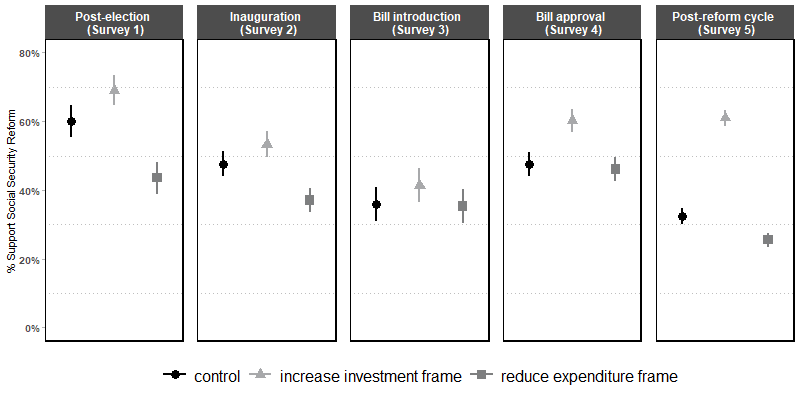 Post-election
(Survey 1)
Inauguration
(Survey 2)
Bill introduction
(Survey 3)
Bill approval
(Survey 4)
Post-reform cycle
(Survey 5)
% Support Social Security Reform
80%
60%
40%
20%
0%
control
increase investment frame
reduce expenditure frame